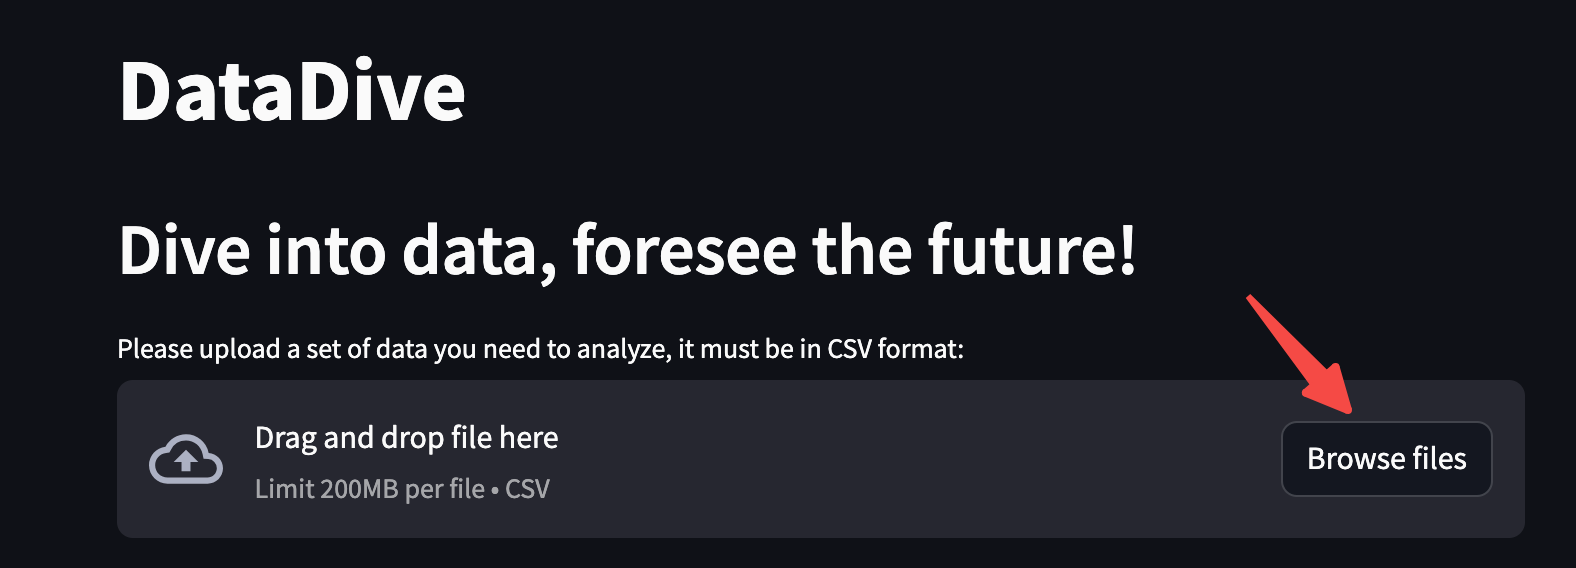 DataDive
Dive into data, foresee the future!
Please upload a set of data you need to analyze, it must be in CSV format:
Drag and drop file here
Limit 200MB per file • CSV
Browse files